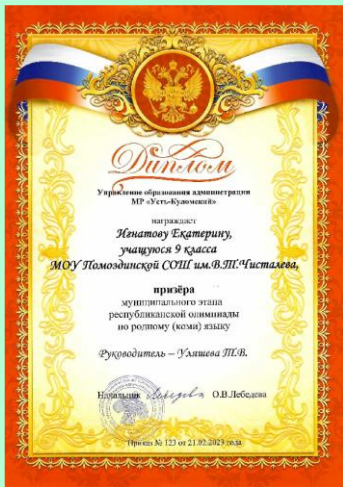 Диплом
Управление образования администрации
МР «Усть-Куломский»
награждает
Игнатову Екатерину,
учащуюся 9 класса
МОУ Помоздинской СОШ им.В.Т.Чисталева,
призёра
муниципального этапа
республиканской олимпиады
по родному (коми) языку
Руководитель – Уляшева Т.В.
Начальник О.В.Лебедева
Приказ № 123 от 21.02.2023 года